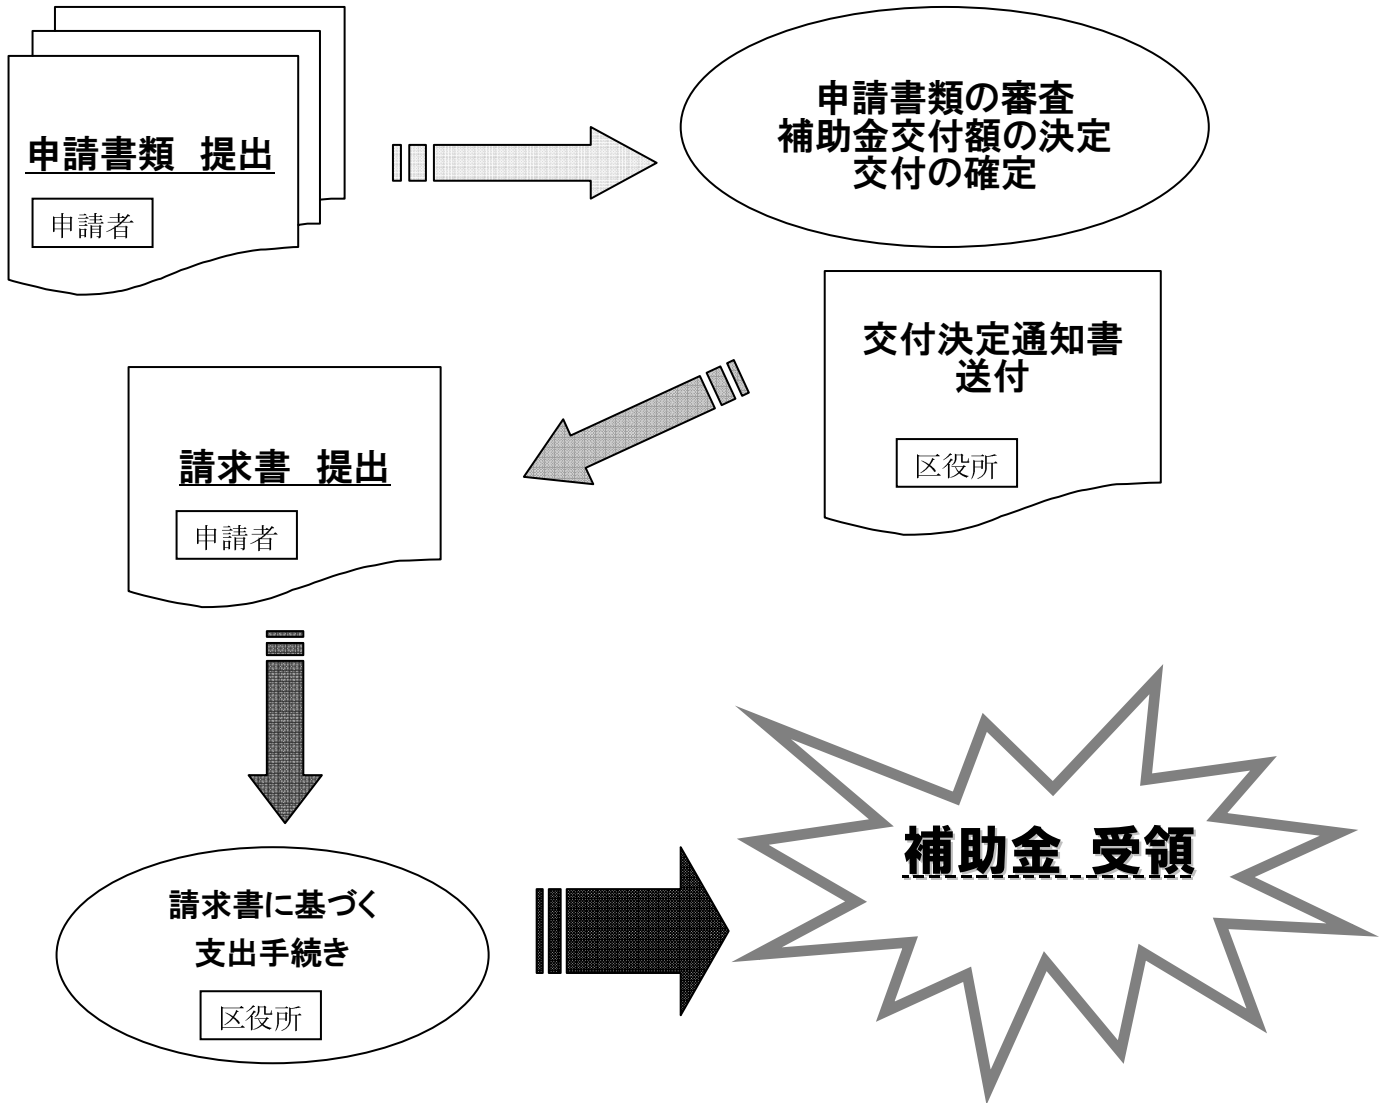 申請書類　提出
申請者
申請書類の審査
補助金交付額の決定
交付の確定
交付決定通知書
送付
区役所
請求書　提出
申請者
請求書に基づく
支出手続き
区役所
補助金　受領